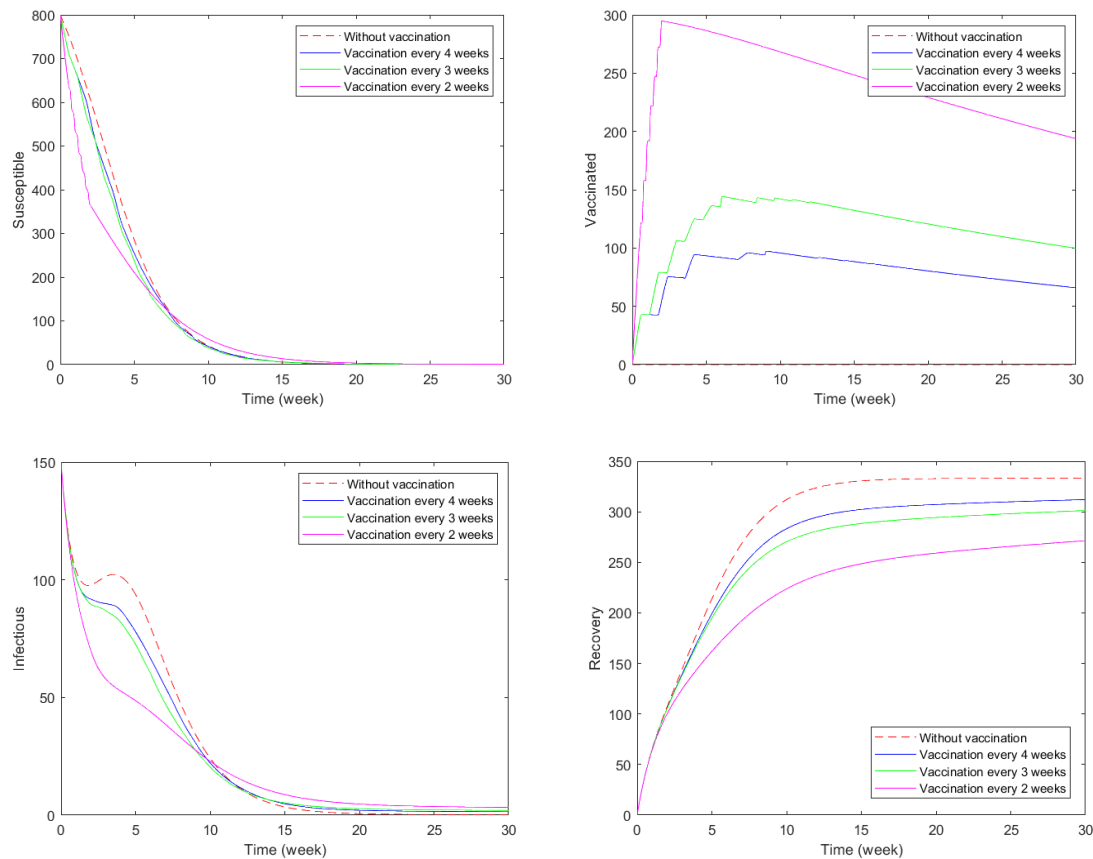 800
700
600
500
400
300
200
100
0
Susceptible
Without vaccination
Vaccination every 4 weeks
Vaccination every 3 weeks
Vaccination every 2 weeks
0 5 10 15 20 25 30
Time (week)
300
250
200
150
100
50
0
Vaccinated
Without vaccination
Vaccination every 4 weeks
Vaccination every 3 weeks
Vaccination every 2 weeks
0 5 10 15 20 25 30
Time (week)
150
100
50
0
Infectious
Without vaccination
Vaccination every 4 weeks
Vaccination every 3 weeks
Vaccination every 2 weeks
0 5 10 15 20 25 30
Time (week)
350
300
250
200
150
100
50
0
Recovery
Without vaccination
Vaccination every 4 weeks
Vaccination every 3 weeks
Vaccination every 2 weeks
0 5 10 15 20 25 30
Time (week)